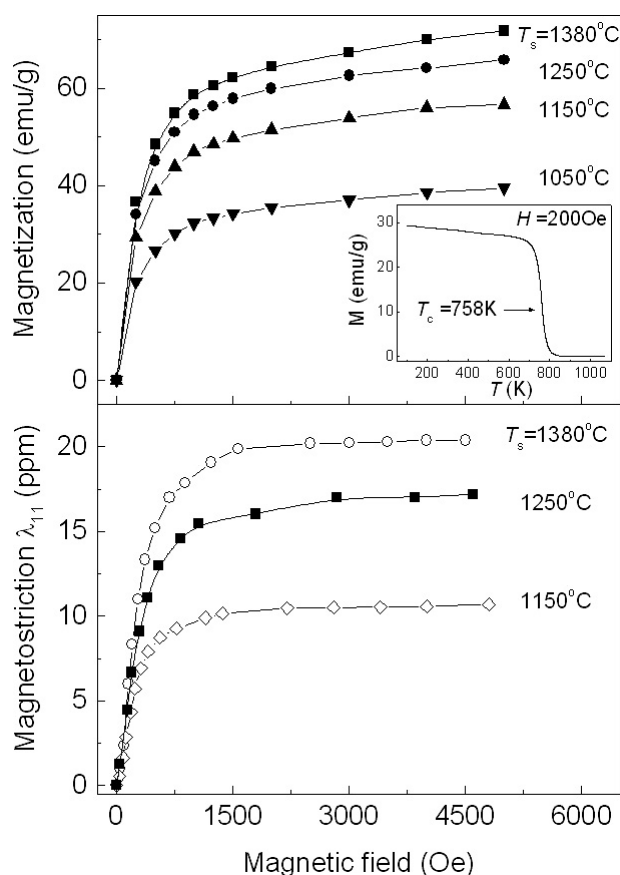 Magnetization (emu/g)
60
40
20
0
Tₛ=1380°C
1250°C
1150°C
1050°C
M (emu/g)
30
20
10
0
H =200Oe
T꜀ =758K
200 400 600 800 1000
T (K)
Magnetostriction λ₁₁ (ppm)
20
15
10
5
0
Tₛ=1380°C
1250°C
1150°C
0 1500 3000 4500 6000
Magnetic field (Oe)